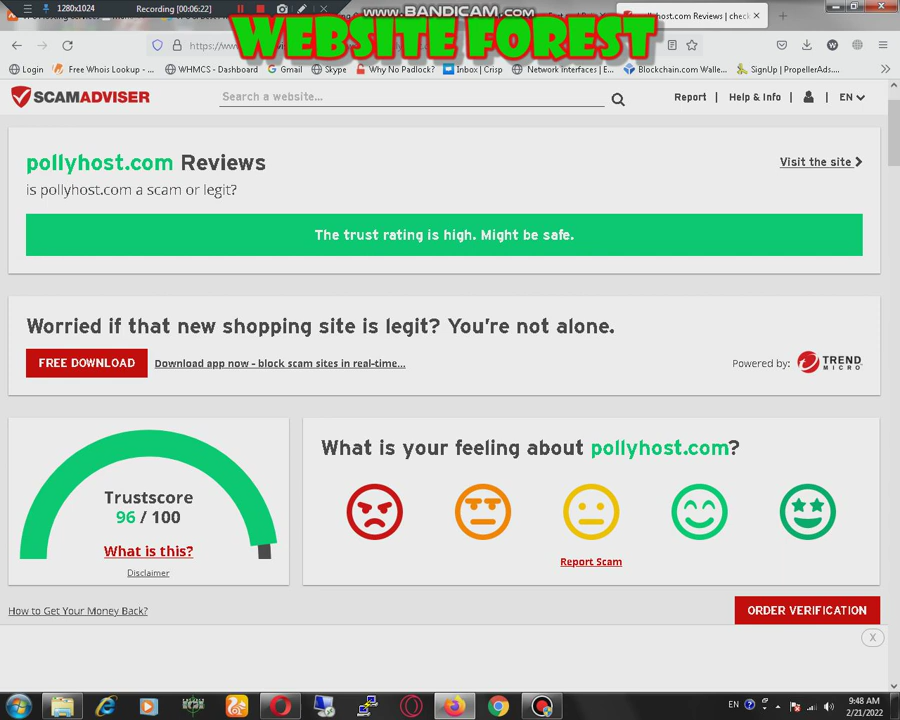 1280x1024
Recording [00:06:22]
www.BANDICAM.com
WEBSITE FOREST
.com Reviews | chec
https://www.
Login
Free Whois Lookup - ...
WHMCS - Dashboard
Gmail
Skype
Why No Padlock?
Inbox | Crisp
Network Interfaces | E...
Blockchain.com Walle...
SignUp | PropellerAds....
SCAMADVISER
Search a website...
Report | Help & Info | | EN
pollyhost.com Reviews
Visit the site
is pollyhost.com a scam or legit?
The trust rating is high. Might be safe.
Worried if that new shopping site is legit? You're not alone.
FREE DOWNLOAD
Download app now - block scam sites in real-time...
Powered by:
TREND
MICRO
Trustscore
96 / 100
What is this?
Disclaimer
What is your feeling about pollyhost.com?
Report Scam
How to Get Your Money Back?
ORDER VERIFICATION
X
EN
9:48 AM
2/21/2022